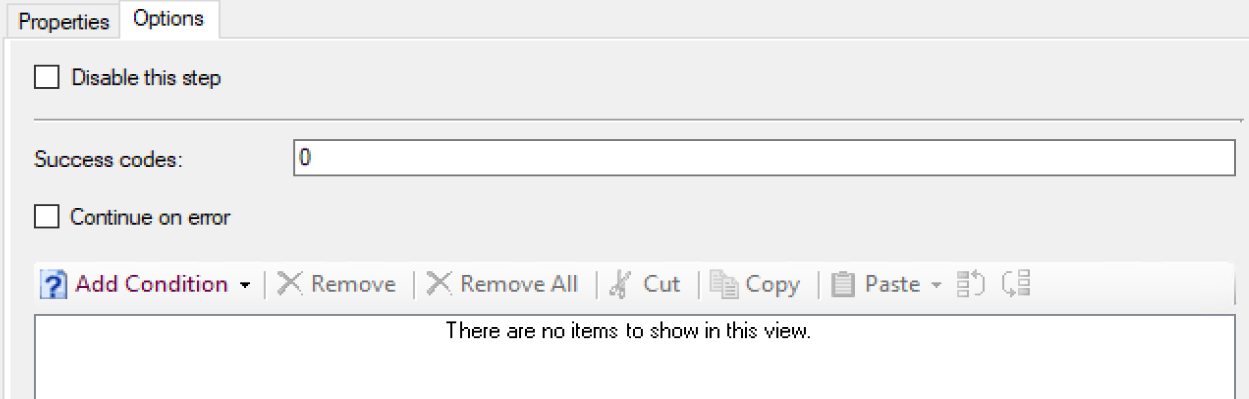 Properties Options
Disable this step
Success codes: 0
Continue on error
Add Condition Remove Remove All Cut Copy Paste
There are no items to show in this view.